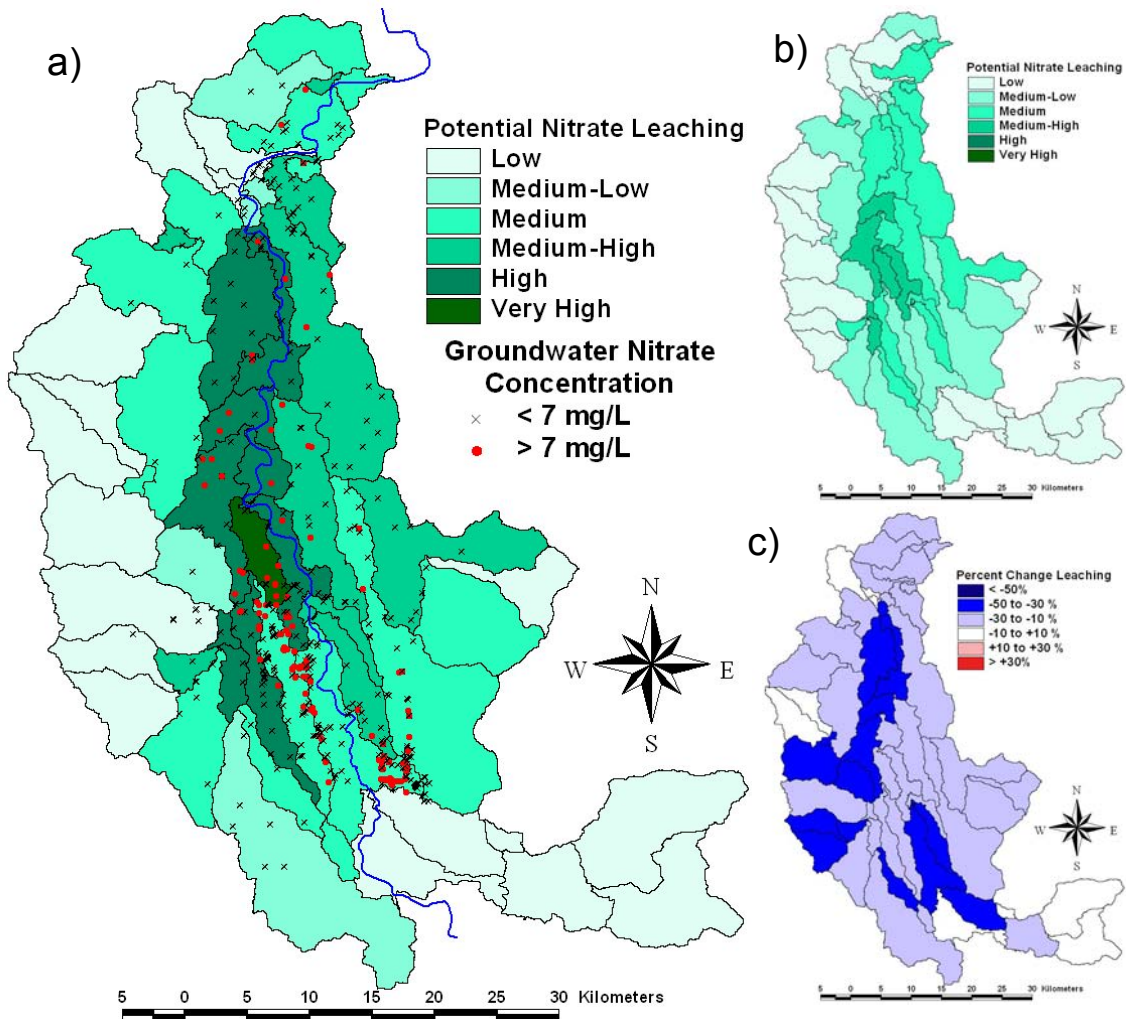 a)
Potential Nitrate Leaching
Low
Medium-Low
Medium
Medium-High
High
Very High
Groundwater Nitrate
Concentration
< 7 mg/L
> 7 mg/L
N
W E
S
5 0 5 10 15 20 25 30 Kilometers
b)
Potential Nitrate Leaching
Low
Medium-Low
Medium
Medium-High
High
Very High
N
W E
S
5 0 5 10 15 20 25 30 Kilometers
c)
Percent Change Leaching
< -50%
-50 to -30 %
-30 to -10 %
-10 to +10 %
+10 to +30 %
> +30%
N
W E
S
5 0 5 10 15 20 25 30 Kilometers